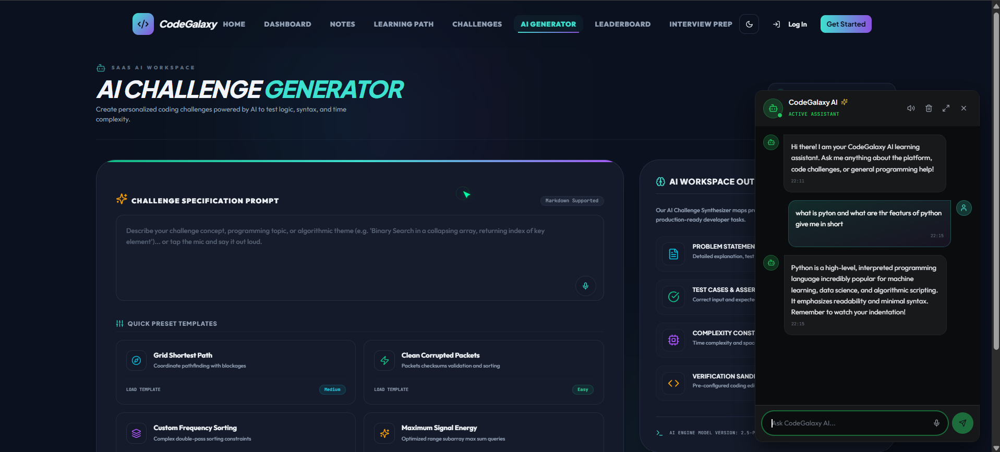 CodeGalaxy
HOME
DASHBOARD
NOTES
LEARNING PATH
CHALLENGES
AI GENERATOR
LEADERBOARD
INTERVIEW PREP
Log In
Get Started
SAAS AI WORKSPACE
AI CHALLENGE GENERATOR
Create personalized coding challenges powered by AI to test logic, syntax, and time
complexity.
CHALLENGE SPECIFICATION PROMPT
Markdown Supported
Describe your challenge concept, programming topic, or algorithmic theme (e.g. 'Binary Search in a collapsing array, returning index of key
element')... or tap the mic and say it out loud.
QUICK PRESET TEMPLATES
Grid Shortest Path
Coordinate pathfinding with blockages
LOAD TEMPLATE
Medium
Clean Corrupted Packets
Packets checksums validation and sorting
LOAD TEMPLATE
Easy
Custom Frequency Sorting
Complex double-pass sorting constraints
Maximum Signal Energy
Optimized range subarray max sum queries
AI WORKSPACE OUT
Our AI Challenge Synthesizer maps pr
production-ready developer tasks.
PROBLEM STATEMEN
Detailed explanation, test
TEST CASES & ASSER
Correct input and expecte
COMPLEXITY CONST
Time complexity and spac
VERIFICATION SAND
Pre-configured coding edi
AI ENGINE MODEL VERSION: 2.5-P
CodeGalaxy AI
ACTIVE ASSISTANT
Hi there! I am your CodeGalaxy AI learning
assistant. Ask me anything about the platform,
code challenges, or general programming help!
22:11
what is pyton and what are thr featurs of python
give me in short
22:15
Python is a high-level, interpreted programming
language incredibly popular for machine
learning, data science, and algorithmic scripting.
It emphasizes readability and minimal syntax.
Remember to watch your indentation!
22:15
Ask CodeGalaxy AI...